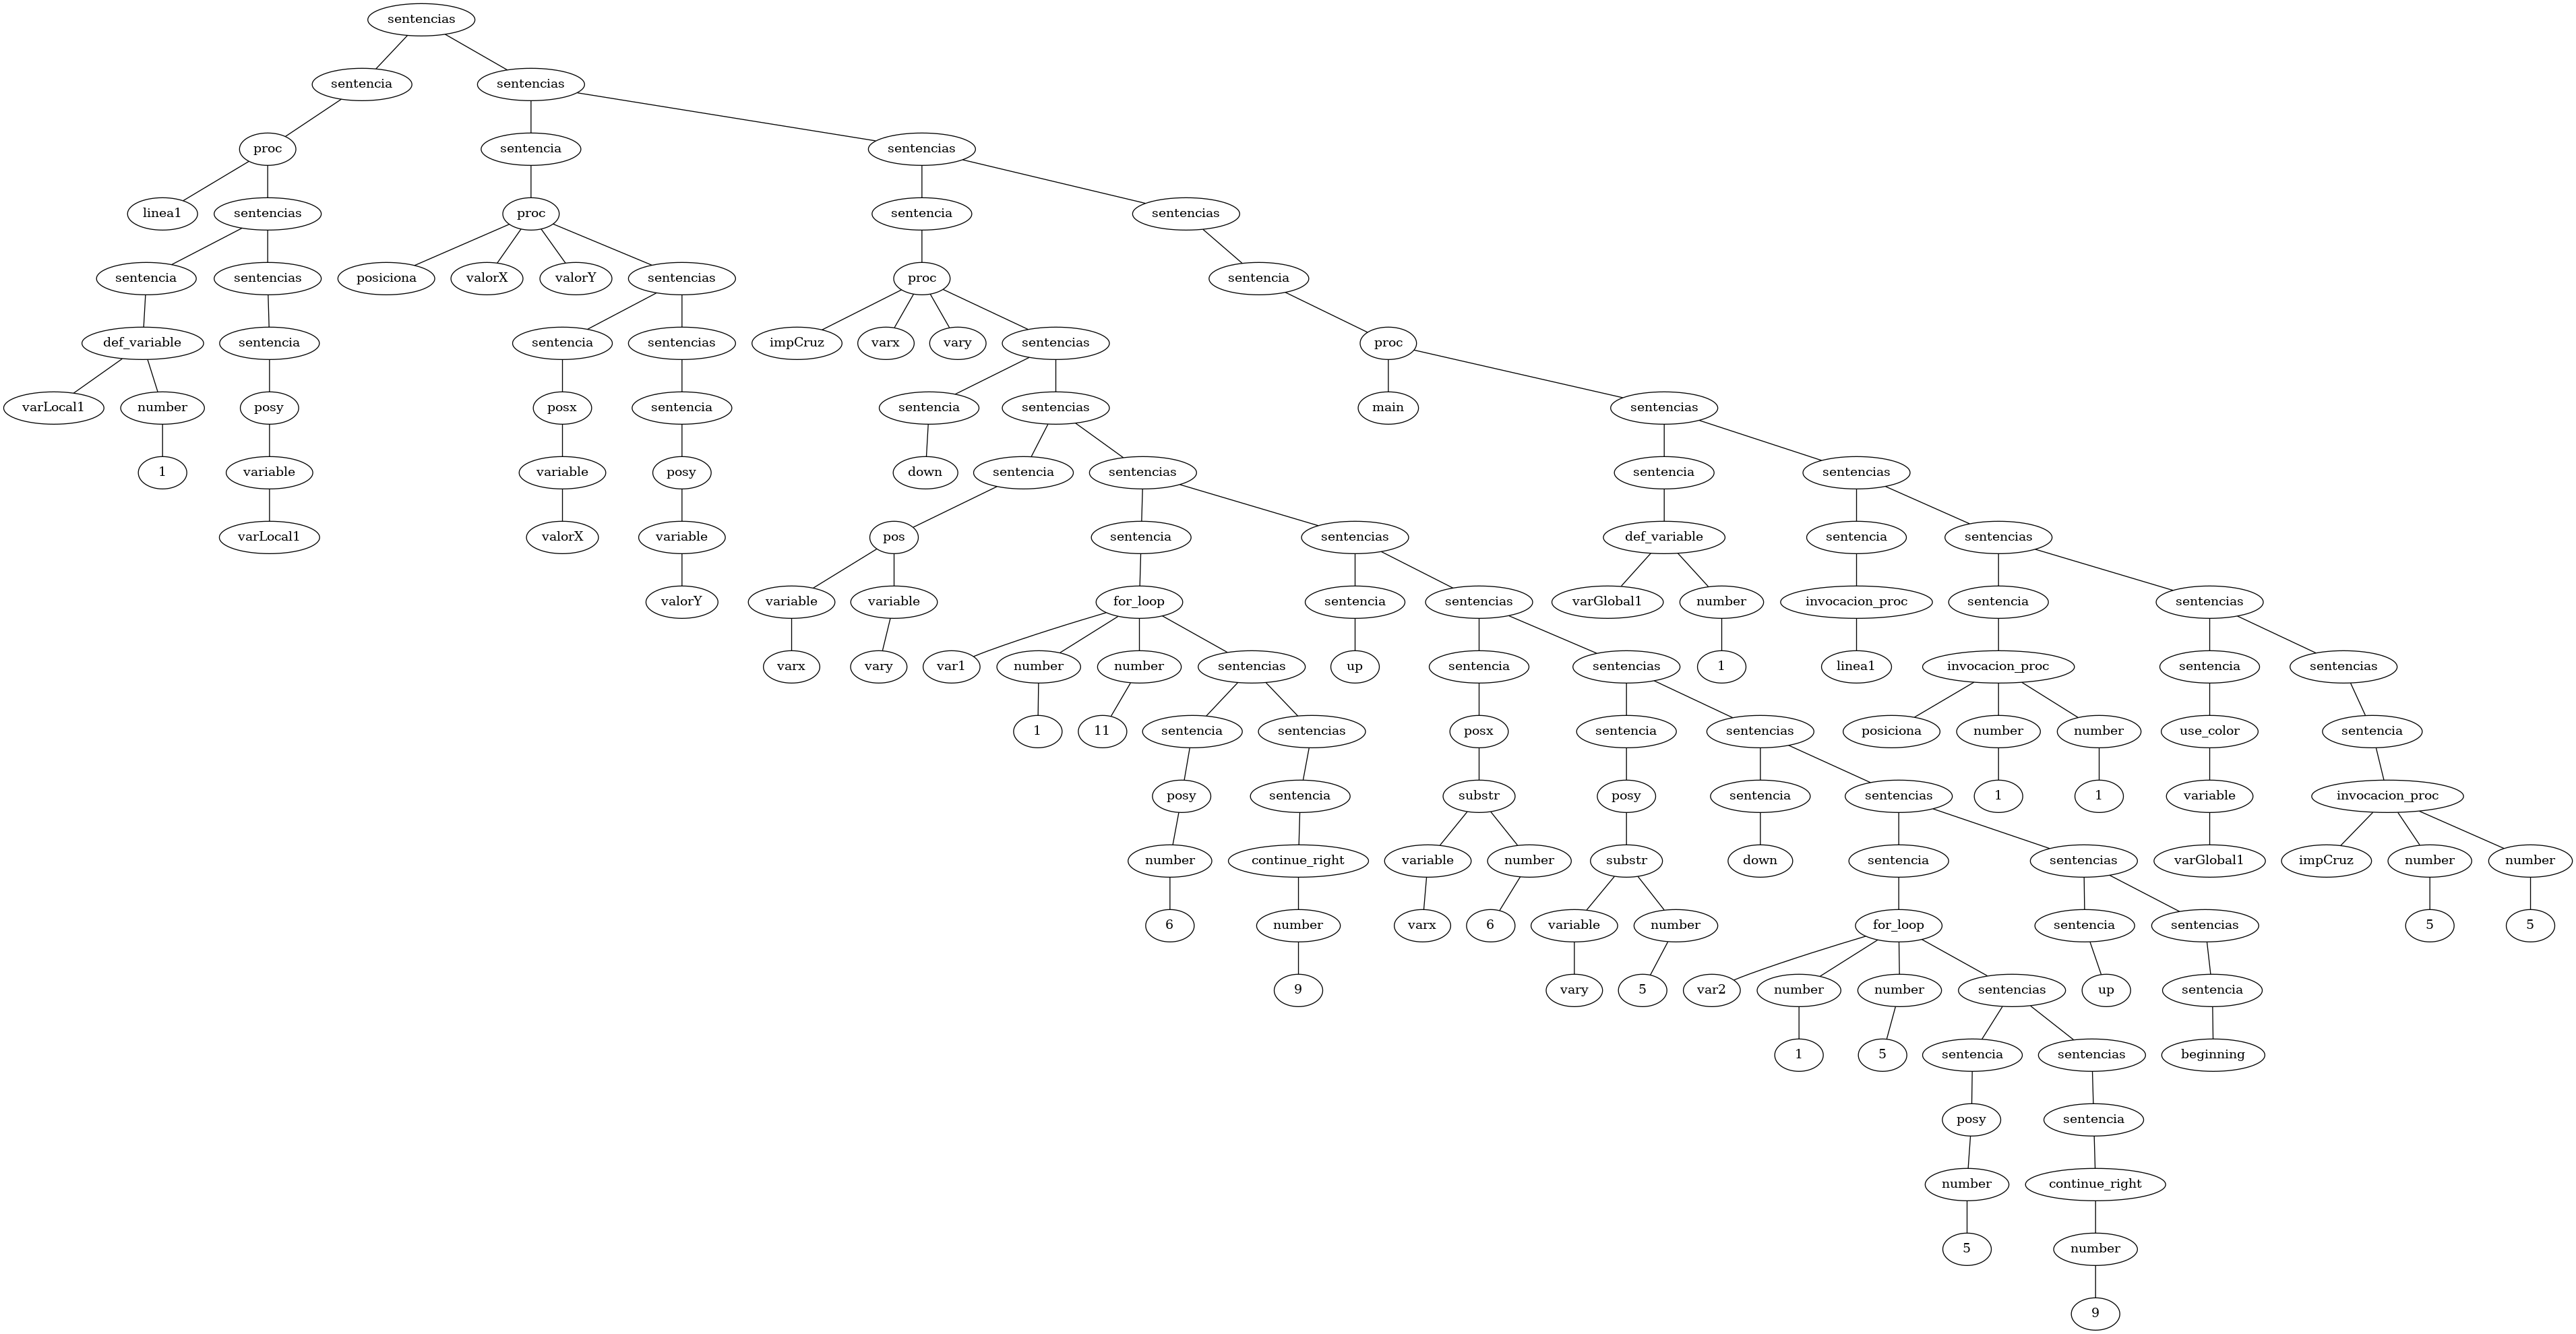 sentencias
sentencia sentencias
proc sentencia sentencias
linea1 sentencias proc sentencia sentencias
sentencia sentencias posiciona valorX valorY sentencias proc sentencia
def_variable sentencia sentencia sentencias impCruz varx vary sentencias proc
varLocal1 number posy posx sentencia sentencia sentencias main sentencias
1 variable variable posy down sentencia sentencias sentencia sentencias
varLocal1 valorX variable pos sentencia sentencias def_variable sentencia sentencias
valorY variable variable for_loop sentencia sentencias varGlobal1 number invocacion_proc sentencia sentencias
varx vary var1 number number sentencias up sentencia sentencias 1 linea1 invocacion_proc sentencia sentencias
1 11 sentencia sentencias posx sentencia sentencias posiciona number number use_color sentencia
posy sentencia substr posy sentencia sentencias 1 1 variable invocacion_proc
number continue_right variable number substr down sentencia sentencias varGlobal1 impCruz number number
6 number varx 6 variable number for_loop sentencia sentencias 5 5
9 vary 5 var2 number number sentencias up sentencia
1 5 sentencia sentencias beginning
posy sentencia
number continue_right
5 number
9